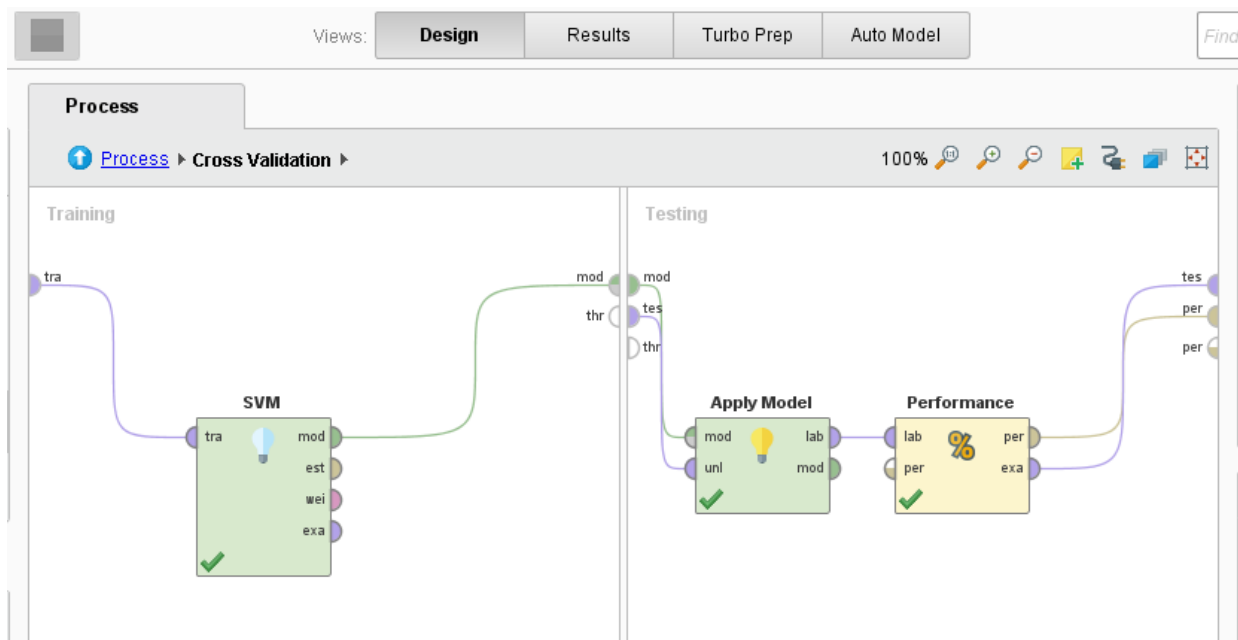 Views: Design Results Turbo Prep Auto Model Find
Process
Process Cross Validation
100%
Training
tra
mod
thr
SVM
tra mod
est
wei
exa
Testing
mod
tes
thr
tes
per
per
Apply Model
mod lab
unl mod
Performance
lab % per
per exa